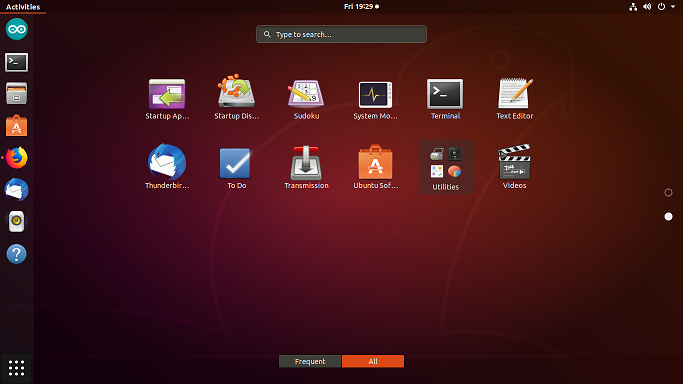 Activities
Fri 19:29
Type to search...
Startup Ap...
Startup Dis...
Sudoku
System Mo...
Terminal
Text Editor
Thunderbir...
To Do
Transmission
Ubuntu Sof...
Utilities
Videos
Frequent
All